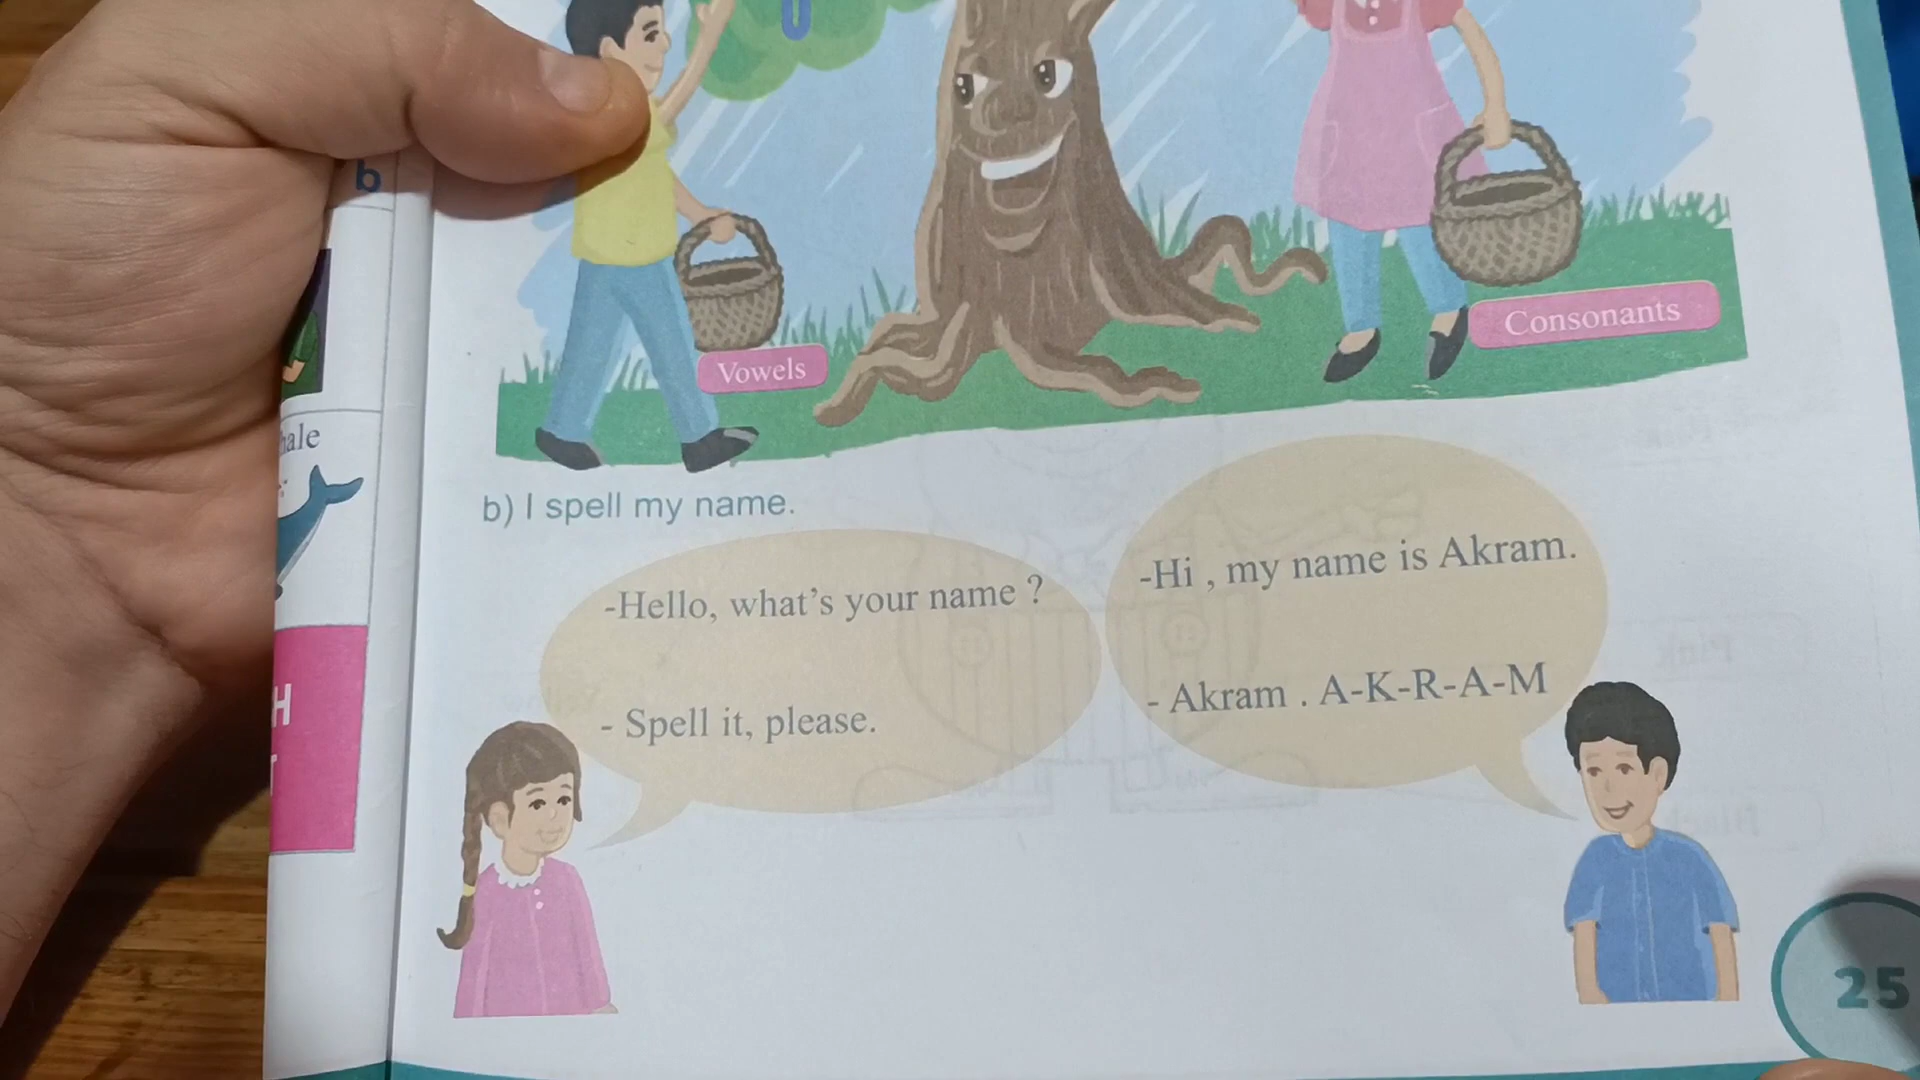 U
b
Vowels
Consonants
hale
b) I spell my name.
-Hello, what's your name ?
- Spell it, please.
-Hi , my name is Akram.
- Akram . A-K-R-A-M
H
T
25